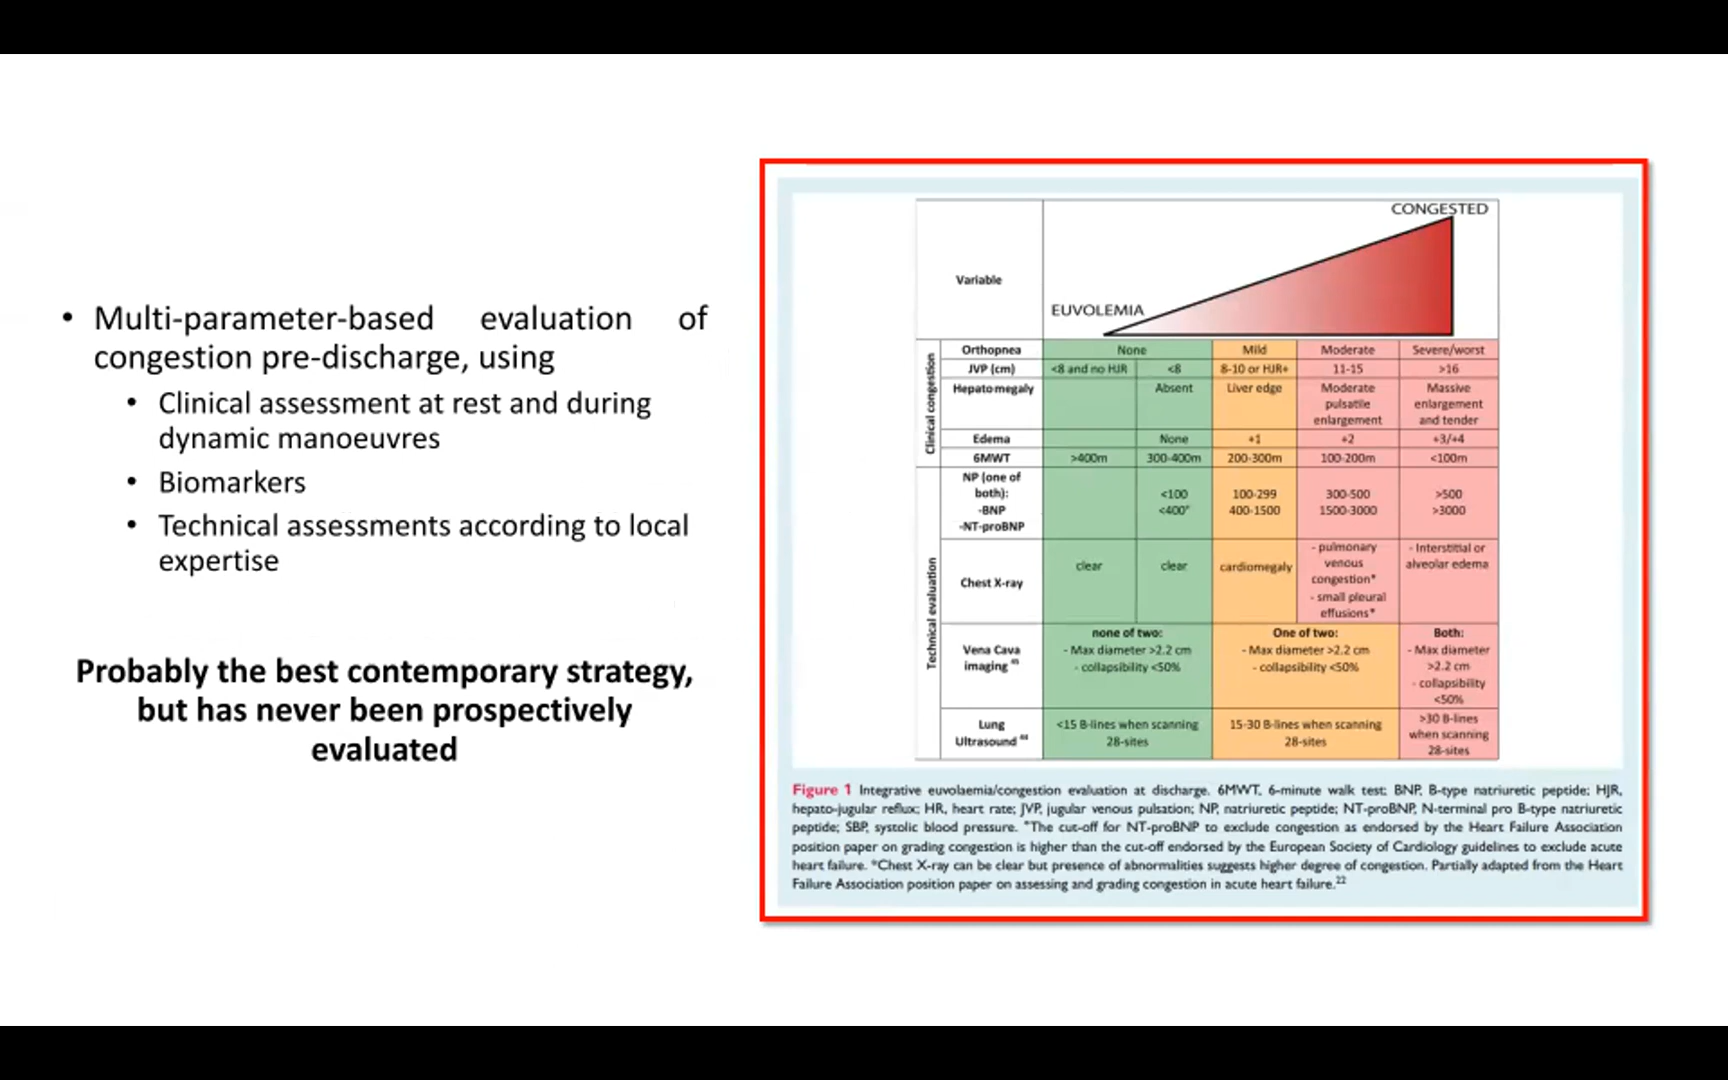 • Multi-parameter-based evaluation of
congestion pre-discharge, using
• Clinical assessment at rest and during
dynamic manoeuvres
• Biomarkers
• Technical assessments according to local
expertise
Probably the best contemporary strategy,
but has never been prospectively
evaluated
CONGESTED
Variable
EUVOLEMIA
Clinical congestion
Orthopnea None Mild Moderate Severe/worst
JVP (cm) <8 and no HJR <8 8-10 or HJR+ 11-15 >16
Hepatomegaly Absent Liver edge Moderate Massive
pulsatile enlargement
enlargement and tender
Edema None +1 +2 +3/+4
6MWT >400m 300-400m 200-300m 100-200m <100m
Technical evaluation
NP (one of
both): <100 100-299 300-500 >500
-BNP <400* 400-1500 1500-3000 >3000
-NT-proBNP
Chest X-ray clear clear cardiomegaly
- pulmonary
venous
congestion*
- small pleural
effusions*
- Interstitial or
alveolar edema
Vena Cava
imaging 45
none of two:
- Max diameter >2.2 cm
- collapsibility <50%
One of two:
- Max diameter >2.2 cm
- collapsibility <50%
Both:
- Max diameter
>2.2 cm
- collapsibility
<50%
Lung
Ultrasound 44
<15 B-lines when scanning
28-sites
15-30 B-lines when scanning
28-sites
>30 B-lines
when scanning
28-sites
Figure 1 Integrative euvolaemia/congestion evaluation at discharge. 6MWT, 6-minute walk test; BNP, B-type natriuretic peptide; HJR,
hepato-jugular reflux; HR, heart rate; JVP, jugular venous pulsation; NP, natriuretic peptide; NT-proBNP, N-terminal pro B-type natriuretic
peptide; SBP, systolic blood pressure. *The cut-off for NT-proBNP to exclude congestion as endorsed by the Heart Failure Association
position paper on grading congestion is higher than the cut-off endorsed by the European Society of Cardiology guidelines to exclude acute
heart failure. *Chest X-ray can be clear but presence of abnormalities suggests higher degree of congestion. Partially adapted from the Heart
Failure Association position paper on assessing and grading congestion in acute heart failure.22